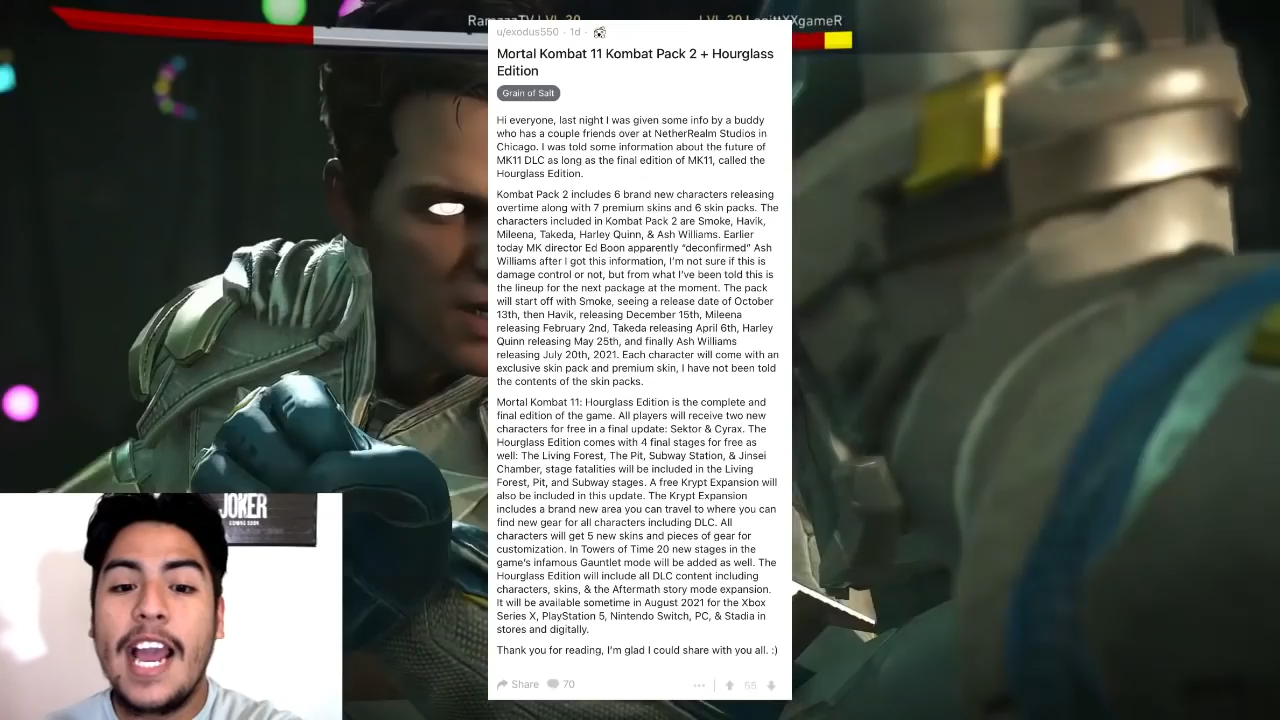 u/exodus550 · 1d ·
Mortal Kombat 11 Kombat Pack 2 + Hourglass
Edition
Grain of Salt
Hi everyone, last night I was given some info by a buddy
who has a couple friends over at NetherRealm Studios in
Chicago. I was told some information about the future of
MK11 DLC as long as the final edition of MK11, called the
Hourglass Edition.
Kombat Pack 2 includes 6 brand new characters releasing
overtime along with 7 premium skins and 6 skin packs. The
characters included in Kombat Pack 2 are Smoke, Havik,
Mileena, Takeda, Harley Quinn, & Ash Williams. Earlier
today MK director Ed Boon apparently “deconfirmed” Ash
Williams after I got this information, I'm not sure if this is
damage control or not, but from what I've been told this is
the lineup for the next package at the moment. The pack
will start off with Smoke, seeing a release date of October
13th, then Havik, releasing December 15th, Mileena
releasing February 2nd, Takeda releasing April 6th, Harley
Quinn releasing May 25th, and finally Ash Williams
releasing July 20th, 2021. Each character will come with an
exclusive skin pack and premium skin, I have not been told
the contents of the skin packs.
Mortal Kombat 11: Hourglass Edition is the complete and
final edition of the game. All players will receive two new
characters for free in a final update: Sektor & Cyrax. The
Hourglass Edition comes with 4 final stages for free as
well: The Living Forest, The Pit, Subway Station, & Jinsei
Chamber, stage fatalities will be included in the Living
Forest, Pit, and Subway stages. A free Krypt Expansion will
also be included in this update. The Krypt Expansion
includes a brand new area you can travel to where you can
find new gear for all characters including DLC. All
characters will get 5 new skins and pieces of gear for
customization. In Towers of Time 20 new stages in the
game's infamous Gauntlet mode will be added as well. The
Hourglass Edition will include all DLC content including
characters, skins, & the Aftermath story mode expansion.
It will be available sometime in August 2021 for the Xbox
Series X, PlayStation 5, Nintendo Switch, PC, & Stadia in
stores and digitally.
Thank you for reading, I'm glad I could share with you all. :)
Share 70 55
JOKER
COMING SOON